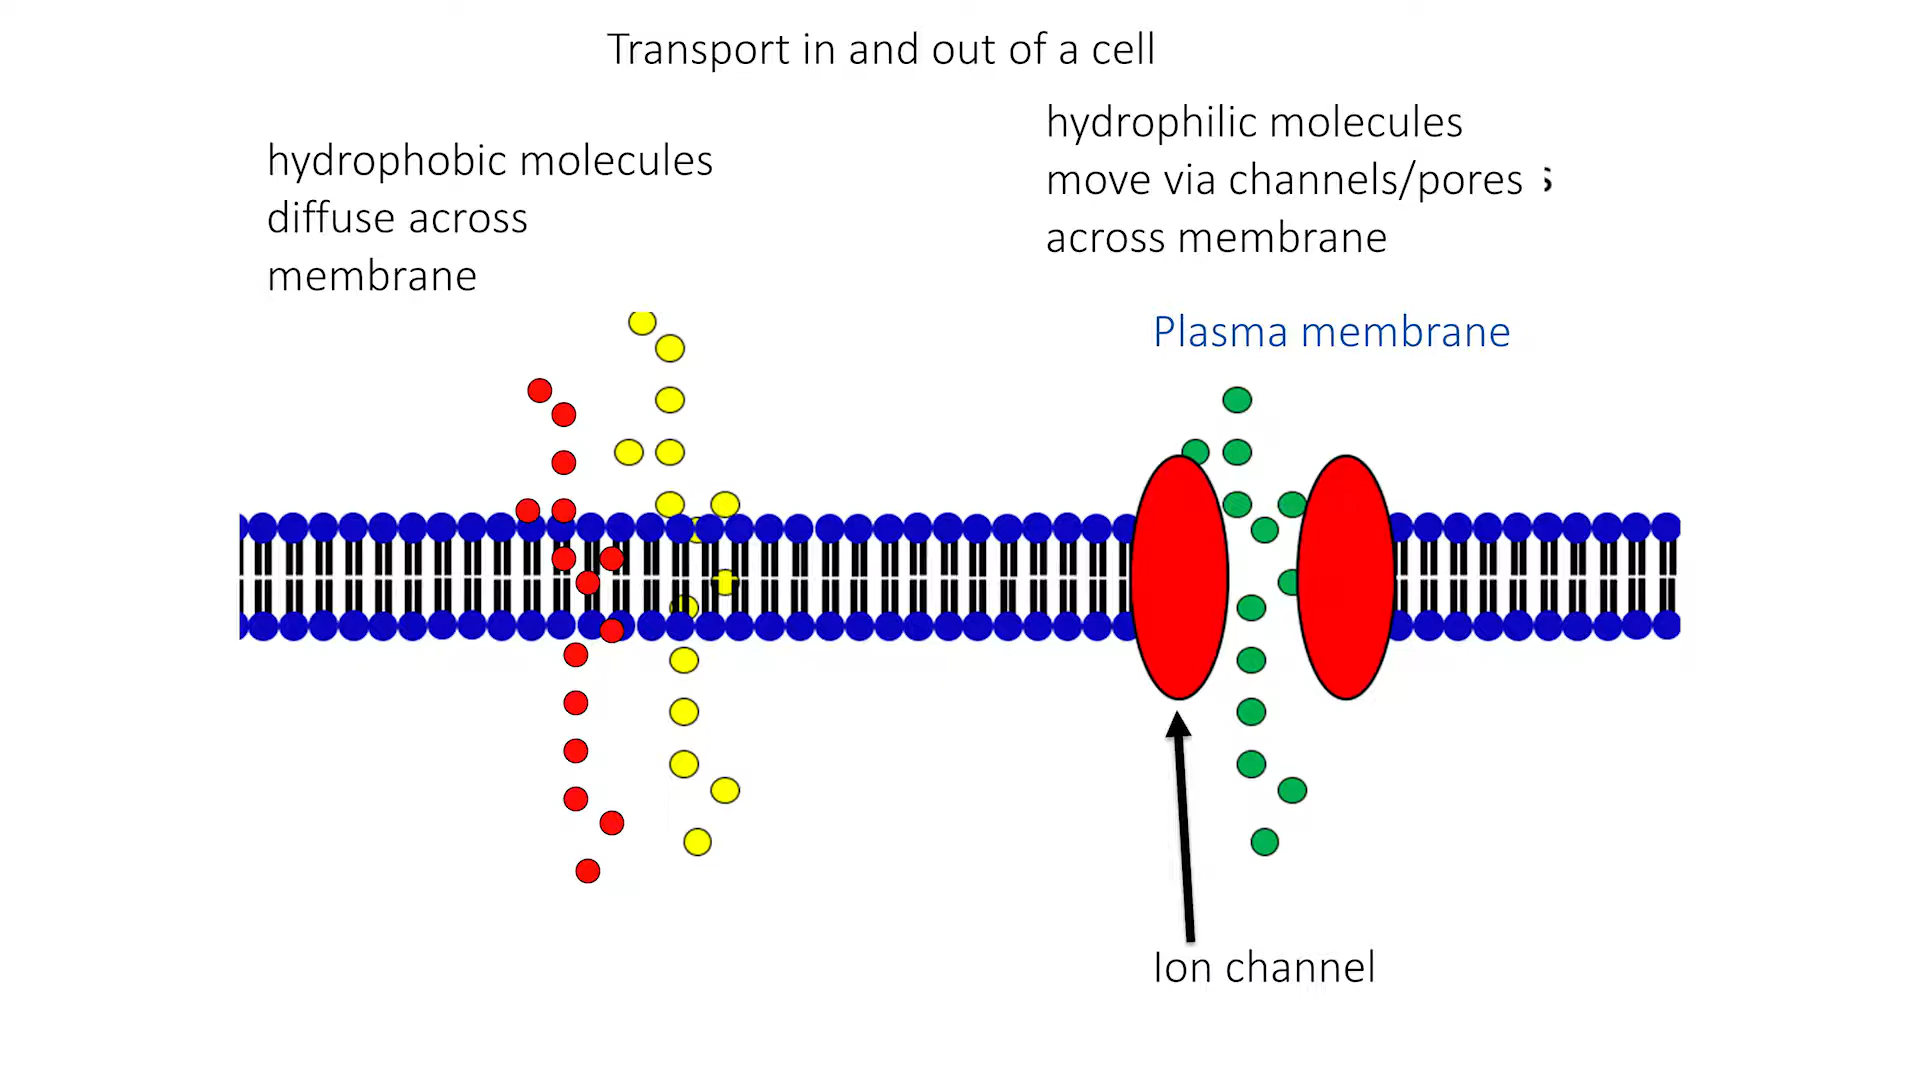 Transport in and out of a cell
hydrophobic molecules
diffuse across
membrane
hydrophilic molecules
move via channels/pores s
across membrane
Plasma membrane
Ion channel